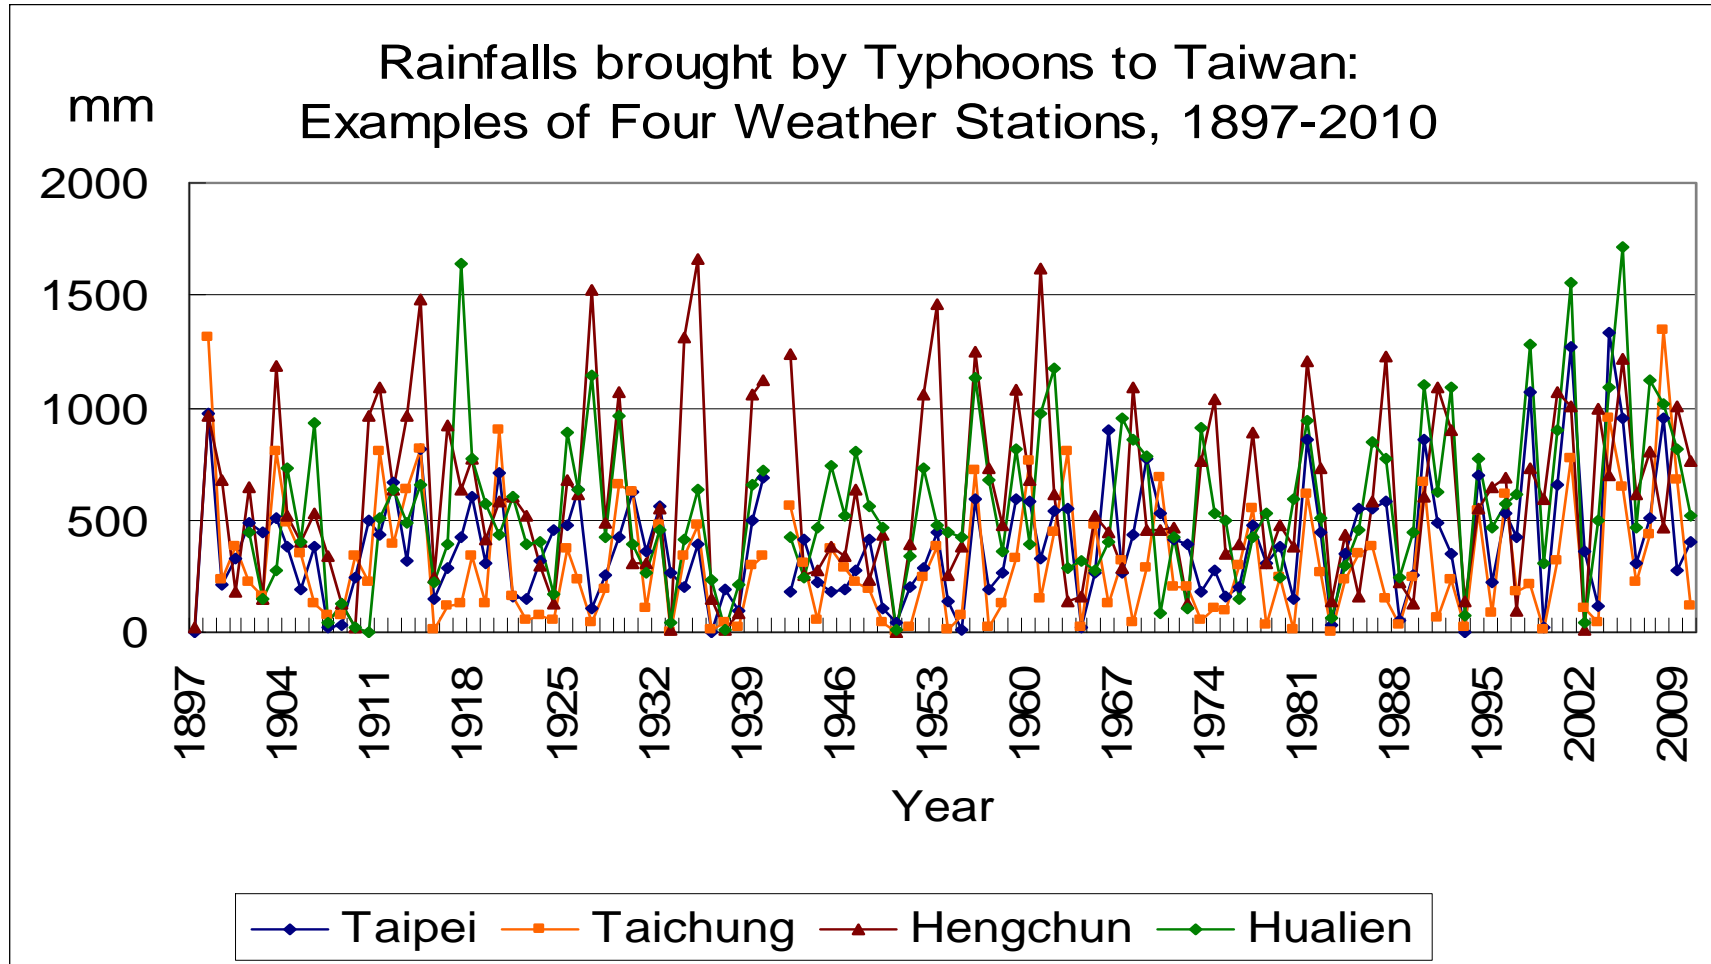 Rainfalls brought by Typhoons to Taiwan:
mm
Examples of Four Weather Stations, 1897-2010
2000
1500
1000
500
0
1897 1904 1911 1918 1925 1932 1939 1946 1953 1960 1967 1974 1981 1988 1995 2002 2009
Year
Taipei Taichung Hengchun Hualien